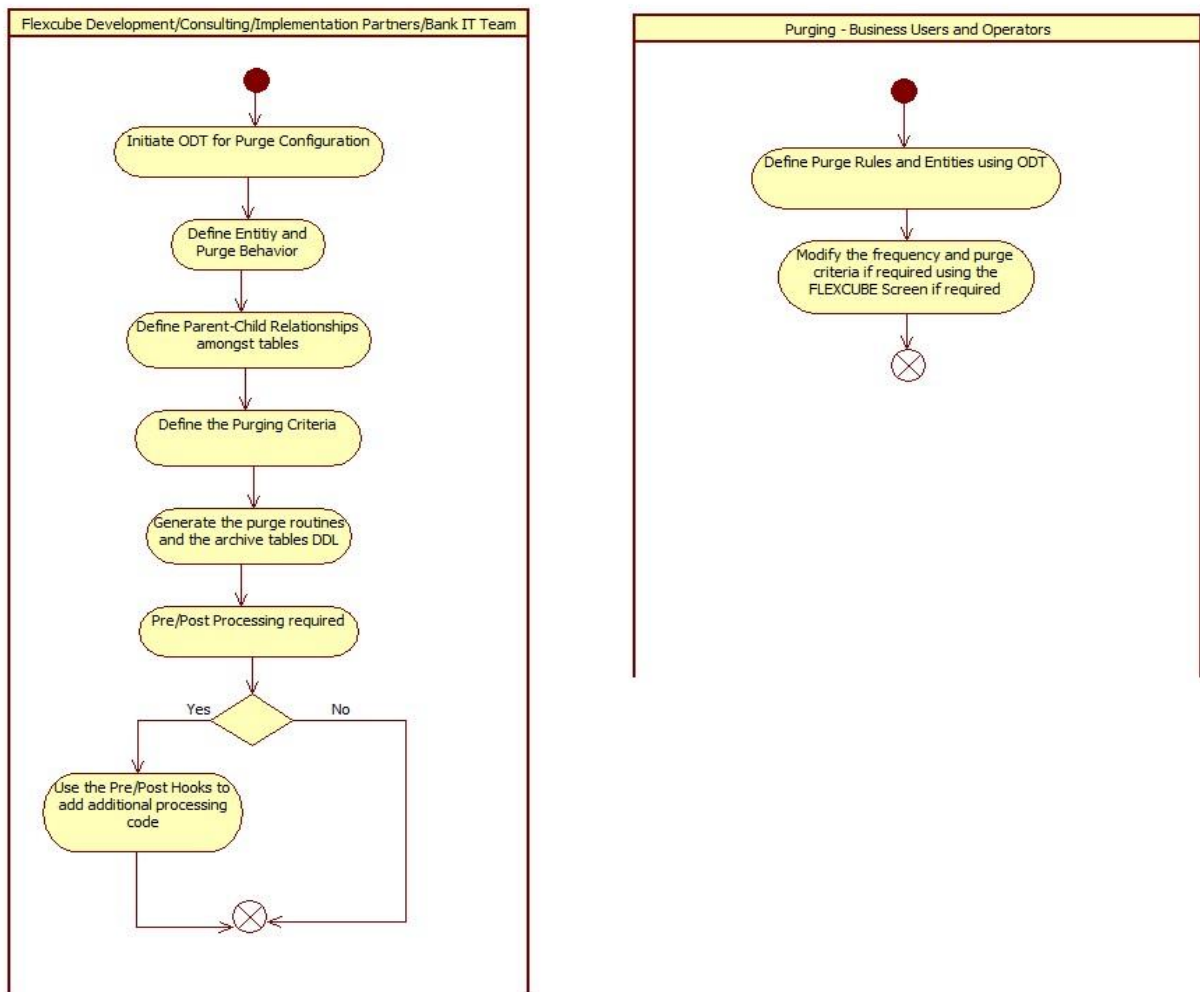 Flexcube Development/Consulting/Implementation Partners/Bank IT Team
Initiate ODT for Purge Configuration
Define Entitiy and
Purge Behavior
Define Parent-Child Relationships
amongst tables
Define the Purging Criteria
Generate the purge routines
and the archive tables DDL
Pre/Post Processing required
Yes
No
Use the Pre/Post Hooks to
add additional processing
code
Purging - Business Users and Operators
Define Purge Rules and Entities using ODT
Modify the frequency and purge
criteria if required using the
FLEXCUBE Screen if required